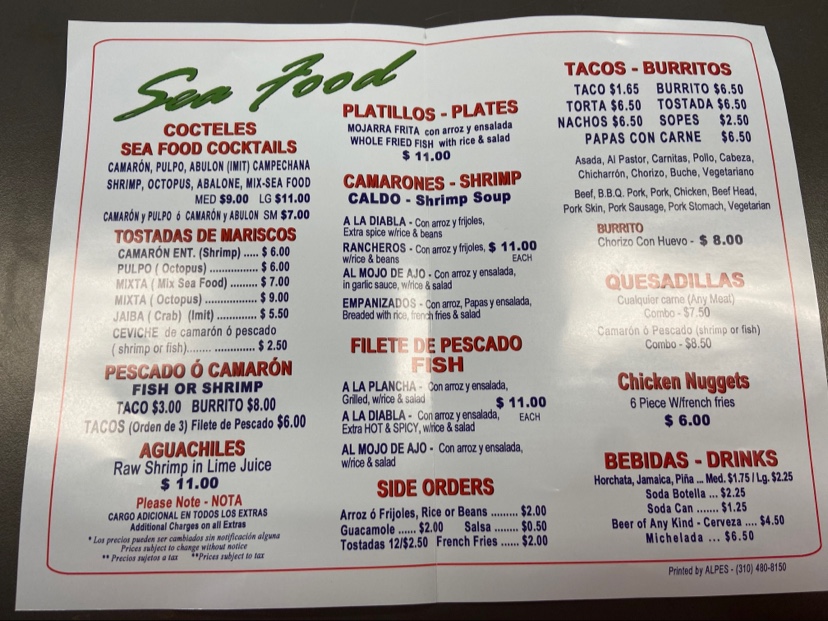 Sea Food
COCTELES
SEA FOOD COCKTAILS
CAMARÓN, PULPO, ABULON (IMIT) CAMPECHANA
SHRIMP, OCTOPUS, ABALONE, MIX-SEA FOOD
MED $9.00 LG $11.00
CAMARÓN y PULPO ó CAMARÓN y ABULON SM $7.00
TOSTADAS DE MARISCOS
CAMARÓN ENT. (Shrimp) ..... $ 6.00
PULPO ( Octopus) ................ $ 6.00
MIXTA ( Mix Sea Food) ......... $ 7.00
MIXTA ( Octopus) ................ $ 9.00
JAIBA ( Crab) (Imit) .............. $ 5.50
CEVICHE de camarón ó pescado
( shrimp or fish)........ .............. $ 2.50
PESCADO Ó CAMARÓN
FISH OR SHRIMP
TACO $3.00 BURRITO $8.00
TACOS (Orden de 3) Filete de Pescado $6.00
AGUACHILES
Raw Shrimp in Lime Juice
$ 11.00
Please Note - NOTA
CARGO ADICIONAL EN TODOS LOS EXTRAS
Additional Charges on all Extras
* Los precios pueden ser cambiados sin notificación alguna
Prices subject to change without notice
** Precios sujetos a tax **Prices subject to tax
PLATILLOS - PLATES
MOJARRA FRITA con arroz y ensalada
WHOLE FRIED FISH with rice & salad
$ 11.00
CAMARONES - SHRIMP
CALDO - Shrimp Soup
A LA DIABLA - Con arroz y frijoles,
Extra spice w/rice & beans
RANCHEROS - Con arroz y frijoles, $ 11.00
w/rice & beans EACH
AL MOJO DE AJO - Con arroz y ensalada,
in garlic sauce, w/rice & salad
EMPANIZADOS - Con arroz, Papas y ensalada,
Breaded with rice, french fries & salad
FILETE DE PESCADO
FISH
A LA PLANCHA - Con arroz y ensalada,
Grilled, w/rice & salad $ 11.00
A LA DIABLA - Con arroz y ensalada, EACH
Extra HOT & SPICY, w/rice & salad
AL MOJO DE AJO - Con arroz y ensalada,
w/rice & salad
SIDE ORDERS
Arroz ó Frijoles, Rice or Beans ......... $2.00
Guacamole ...... $2.00 Salsa ........ $0.50
Tostadas 12/$2.50 French Fries ...... $2.00
TACOS - BURRITOS
TACO $1.65 BURRITO $6.50
TORTA $6.50 TOSTADA $6.50
NACHOS $6.50 SOPES $2.50
PAPAS CON CARNE $6.50
Asada, Al Pastor, Carnitas, Pollo, Cabeza,
Chicharrón, Chorizo, Buche, Vegetariano
Beef, B.B.Q. Pork, Pork, Chicken, Beef Head,
Pork Skin, Pork Sausage, Pork Stomach, Vegetarian
BURRITO
Chorizo Con Huevo - $ 8.00
QUESADILLAS
Cualquier carne (Any Meat)
Combo - $7.50
Camarón ó Pescado (shrimp or fish)
Combo - $8.50
Chicken Nuggets
6 Piece W/french fries
$ 6.00
BEBIDAS - DRINKS
Horchata, Jamaica, Piña ... Med. $1.75 / Lg. $2.25
Soda Botella ... $2.25
Soda Can ....... $1.25
Beer of Any Kind - Cerveza .... $4.50
Michelada ... $6.50
Printed by ALPES - (310) 480-8150